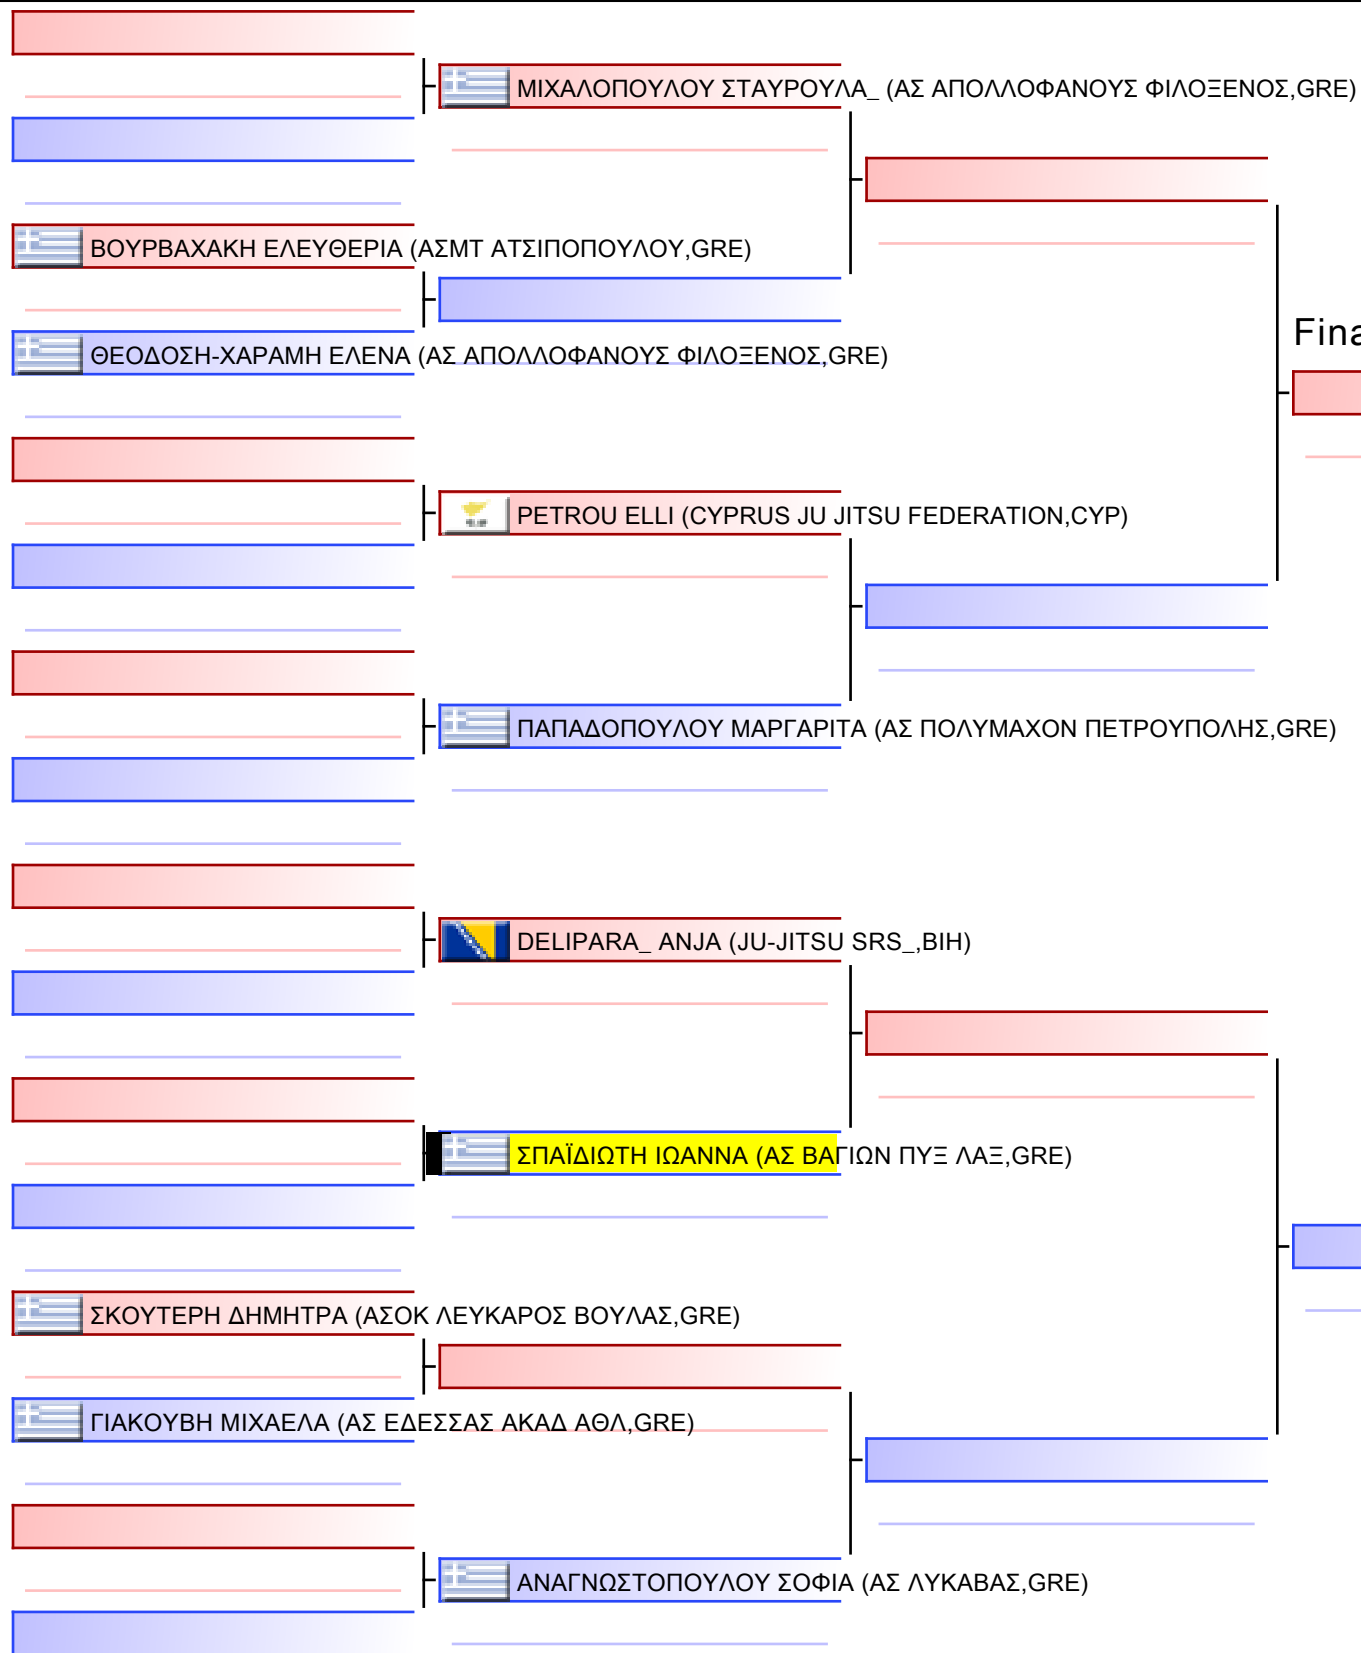 ΜΙΧΑΛΟΠΟΥΛΟΥ ΣΤΑΥΡΟΥΛΑ_ (ΑΣ ΑΠΟΛΛΟΦΑΝΟΥΣ ΦΙΛΟΞΕΝΟΣ,GRE)
ΒΟΥΡΒΑΧΑΚΗ ΕΛΕΥΘΕΡΙΑ (ΑΣΜΤ ΑΤΣΙΠΟΠΟΥΛΟΥ,GRE)
Fina
ΘΕΟΔΟΣΗ-ΧΑΡΑΜΗ ΕΛΕΝΑ (ΑΣ ΑΠΟΛΛΟΦΑΝΟΥΣ ΦΙΛΟΞΕΝΟΣ,GRE)
PETROU ELLI (CYPRUS JU JITSU FEDERATION,CYP)
ΠΑΠΑΔΟΠΟΥΛΟΥ ΜΑΡΓΑΡΙΤΑ (ΑΣ ΠΟΛΥΜΑΧΟΝ ΠΕΤΡΟΥΠΟΛΗΣ,GRE)
DELIPARA_ ANJA (JU-JITSU SRS_,BIH)
ΣΠΑΪΔΙΩΤΗ ΙΩΑΝΝΑ (ΑΣ ΒΑΓΙΩΝ ΠΥΞ ΛΑΞ,GRE)
ΣΚΟΥΤΕΡΗ ΔΗΜΗΤΡΑ (ΑΣΟΚ ΛΕΥΚΑΡΟΣ ΒΟΥΛΑΣ,GRE)
ΓΙΑΚΟΥΒΗ ΜΙΧΑΕΛΑ (ΑΣ ΕΔΕΣΣΑΣ ΑΚΑΔ ΑΘΛ,GRE)
ΑΝΑΓΝΩΣΤΟΠΟΥΛΟΥ ΣΟΦΙΑ (ΑΣ ΛΥΚΑΒΑΣ,GRE)